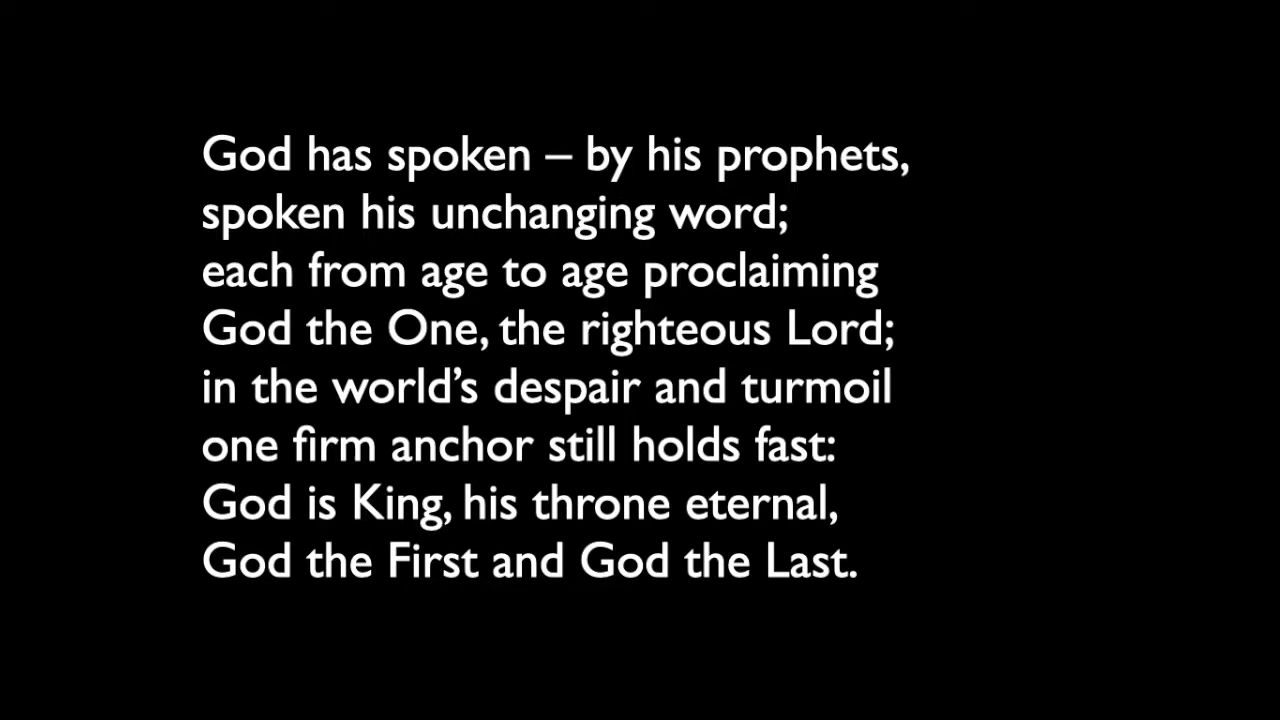 God has spoken – by his prophets,
spoken his unchanging word;
each from age to age proclaiming
God the One, the righteous Lord;
in the world’s despair and turmoil
one firm anchor still holds fast:
God is King, his throne eternal,
God the First and God the Last.